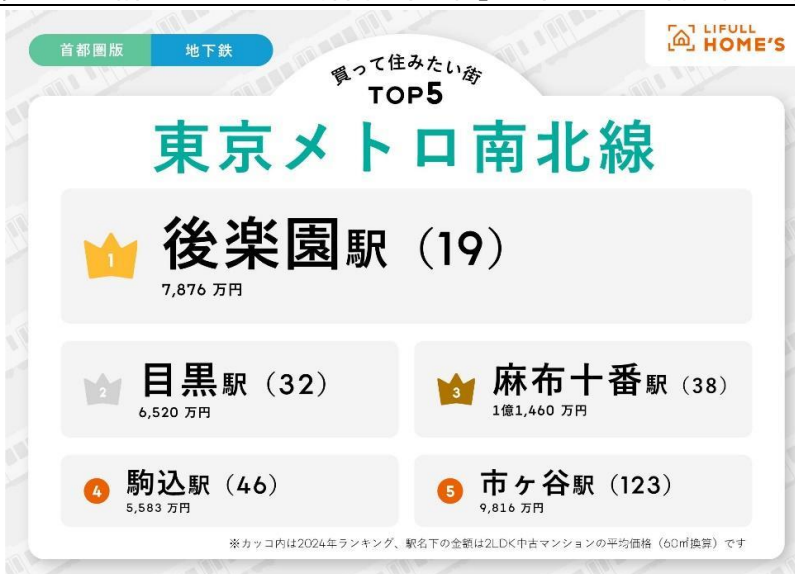 首都圏版 地下鉄
LIFULL
HOME'S
買って住みたい街
TOP5
東京メトロ南北線
1 後楽園駅（19）
7,876 万円
2 目黒駅（32）
6,520 万円
3 麻布十番駅（38）
1億1,460 万円
4 駒込駅（46）
5,583 万円
5 市ヶ谷駅（123）
9,816 万円
※カッコ内は2024年ランキング、駅名下の金額は2LDK中古マンションの平均価格（60㎡換算）です